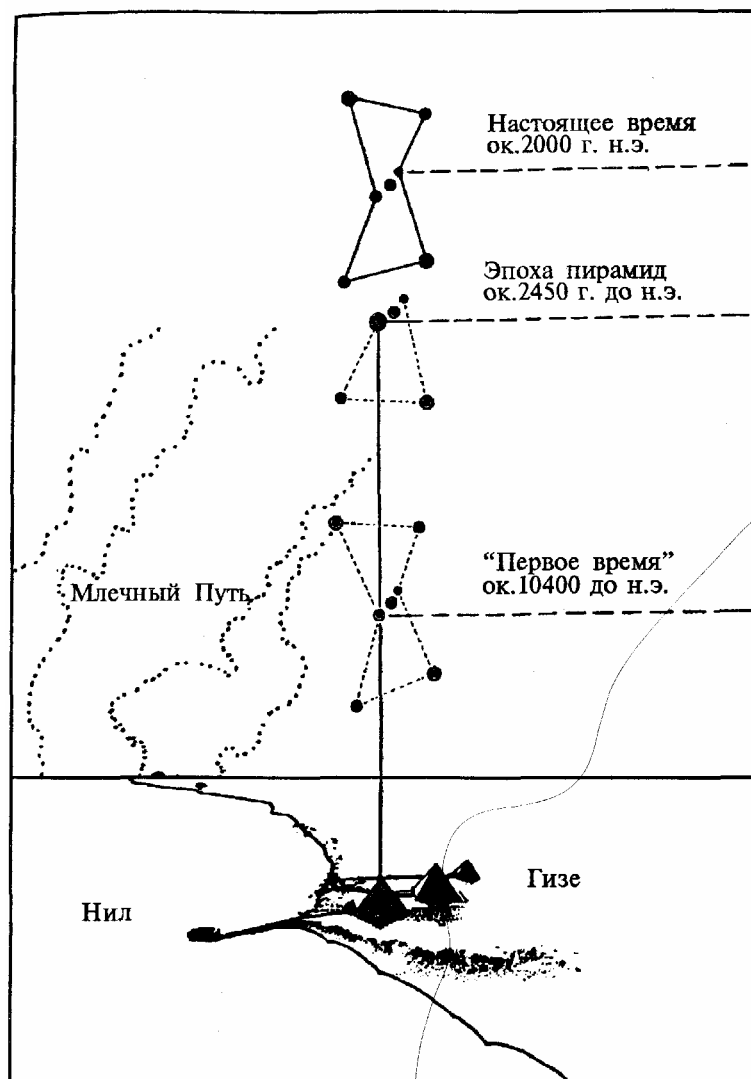 Настоящее время
ок.2000 г. н.э.
Эпоха пирамид
ок.2450 г. до н.э.
“Первое время”
ок.10400 до н.э.
Млечный Путь
Гизе
Нил